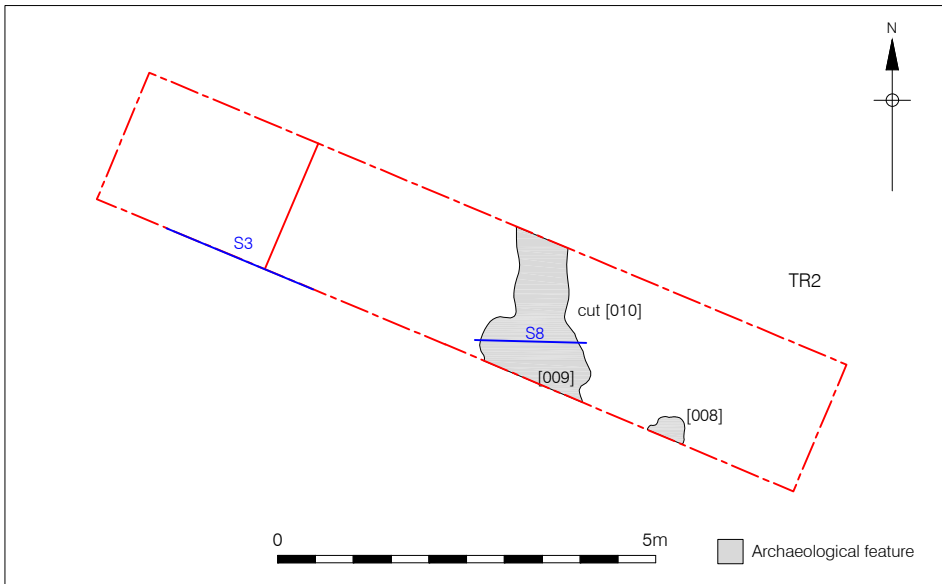 N
S3
TR2
cut [010]
S8
[009]
[008]
0 5m
Archaeological feature